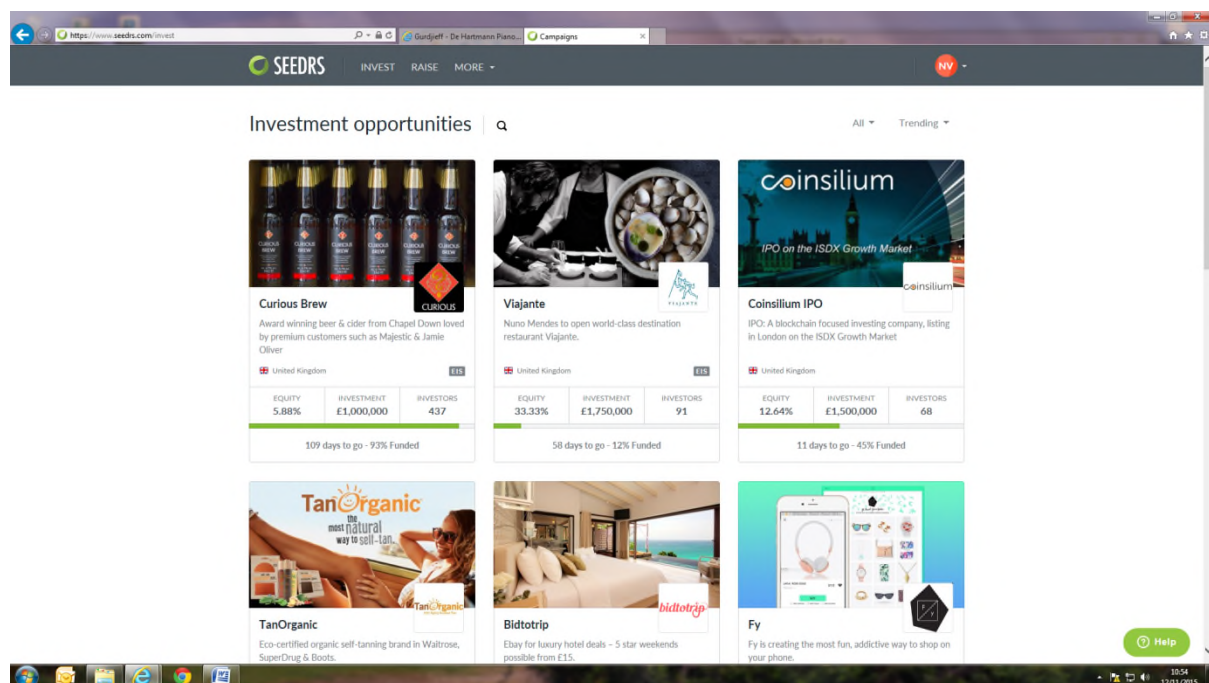 https://www.seedrs.com/invest
Gurdjieff - De Hartmann Piano...
Campaigns
SEEDRS
INVEST
RAISE
MORE
NV
Investment opportunities
All
Trending
CURIOUS BREW
CURIOUS
Curious Brew
Award winning beer & cider from Chapel Down loved
by premium customers such as Majestic & Jamie
Oliver
United Kingdom
EIS
EQUITY
INVESTMENT
INVESTORS
5.88%
£1,000,000
437
109 days to go - 93% Funded
VIAJANTE
Viajante
Nuno Mendes to open world-class destination
restaurant Viajante.
United Kingdom
EIS
EQUITY
INVESTMENT
INVESTORS
33.33%
£1,750,000
91
58 days to go - 12% Funded
coinsilium
IPO on the ISDX Growth Market
coinsilium
Coinsilium IPO
IPO: A blockchain focused investing company, listing
in London on the ISDX Growth Market
United Kingdom
EQUITY
INVESTMENT
INVESTORS
12.64%
£1,500,000
68
11 days to go - 45% Funded
TanOrganic
the
most natural
way to self-tan.
TanOrganic
TanOrganic
Eco-certified organic self-tanning brand in Waitrose,
SuperDrug & Boots.
bidtotrip
Bidtotrip
Ebay for luxury hotel deals – 5 star weekends
possible from £15.
FY
Fy
Fy is creating the most fun, addictive way to shop on
your phone.
Help
10:54
12/11/2015